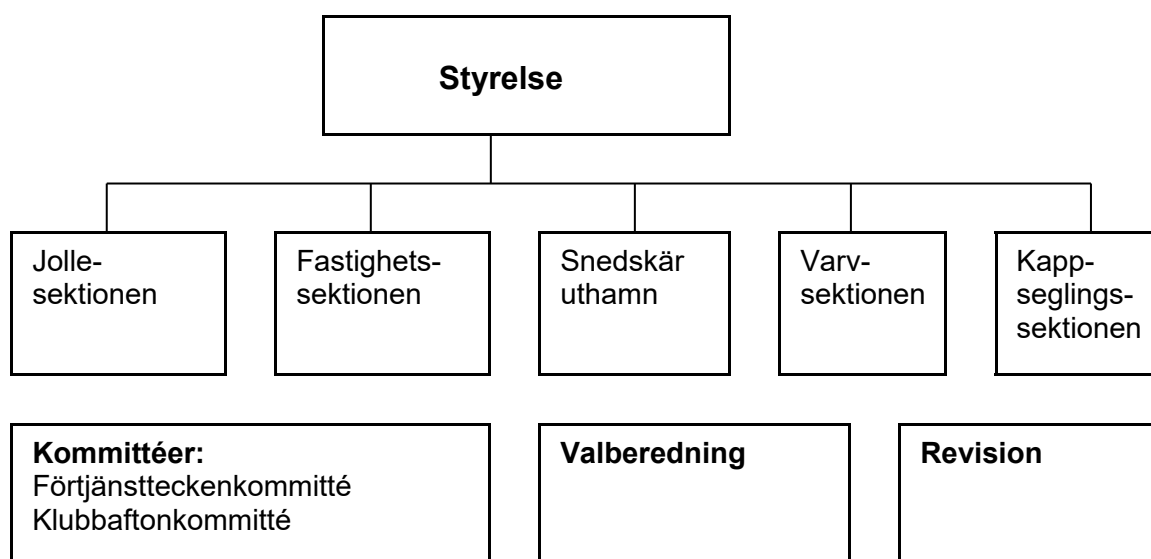 Styrelse
Jolle-
sektionen
Fastighets-
sektionen
Snedskär
uthamn
Varv-
sektionen
Kapp-
seglings-
sektionen
Kommittéer:
Förtjänstteckenkommitté
Klubbaftonkommitté
Valberedning
Revision